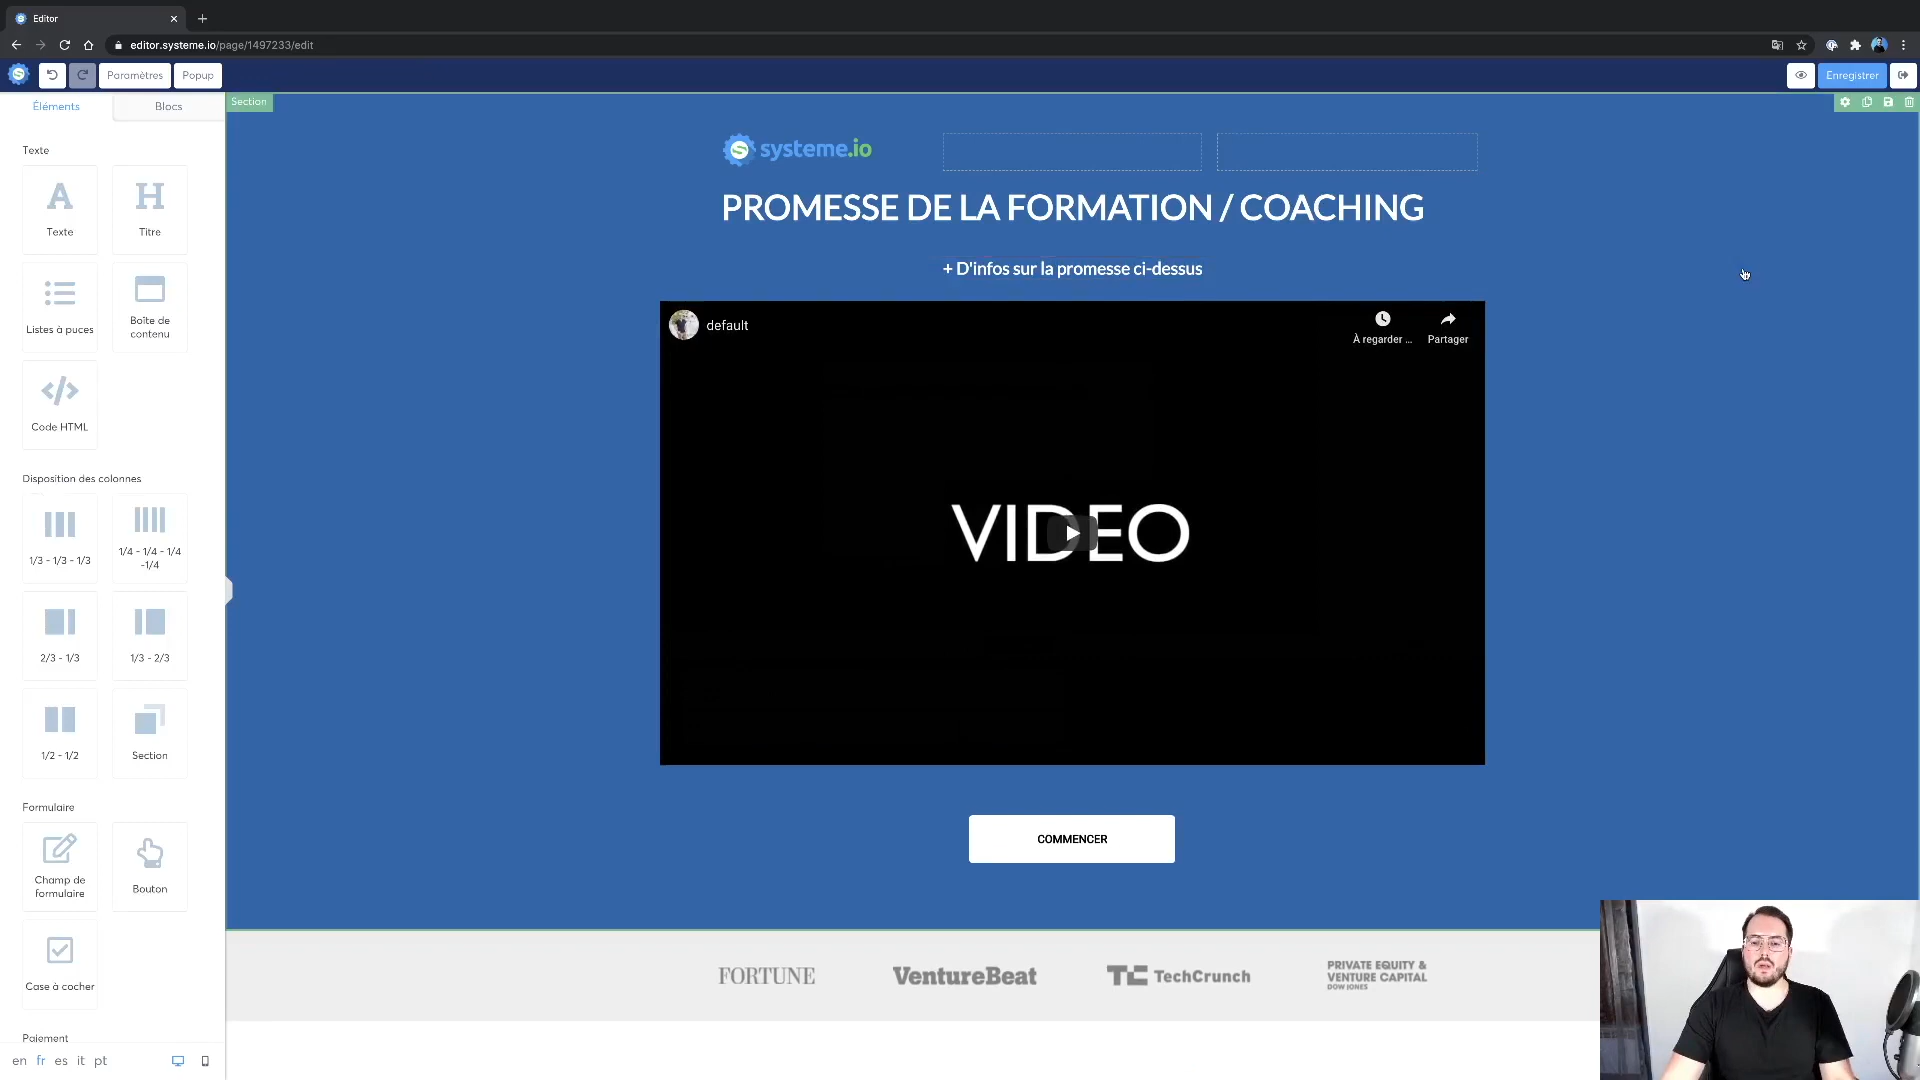 Editor
editor.systeme.io/page/1497233/edit
Paramètres
Popup
Enregistrer
Éléments
Blocs
Section
Texte
Texte
Titre
Listes à puces
Boîte de
contenu
Code HTML
Disposition des colonnes
1/3 - 1/3 - 1/3
1/4 - 1/4 - 1/4
-1/4
2/3 - 1/3
1/3 - 2/3
1/2 - 1/2
Section
Formulaire
Champ de
formulaire
Bouton
Case à cocher
Paiement
en fr es it pt
systeme.io
PROMESSE DE LA FORMATION / COACHING
+ D'infos sur la promesse ci-dessus
default
À regarder ...
Partager
VIDEO
COMMENCER
FORTUNE
VentureBeat
TC TechCrunch
PRIVATE EQUITY &
VENTURE CAPITAL
DOW JONES